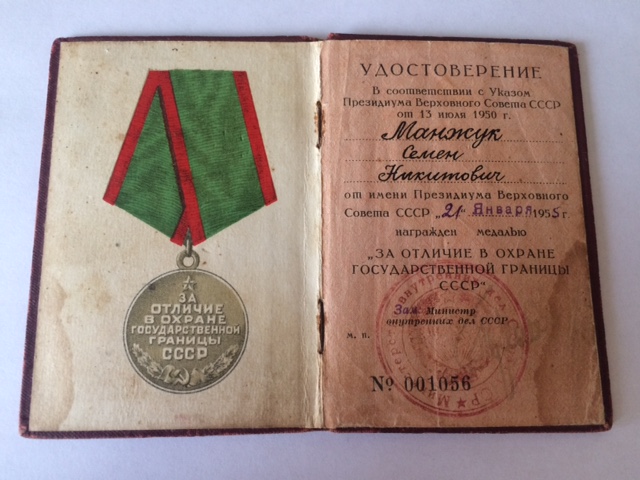 ЗА
ОТЛИЧИЕ
В ОХРАНЕ
ГОСУДАРСТВЕННОЙ
ГРАНИЦЫ
СССР
УДОСТОВЕРЕНИЕ
В соответствии с Указом
Президиума Верховного Совета СССР
от 13 июля 1950 г.
Манжук
Семен
Никитович
от имени Президиума Верховного
Совета СССР „21" Января 1955 г.
награжден медалью
„ЗА ОТЛИЧИЕ В ОХРАНЕ
ГОСУДАРСТВЕННОЙ ГРАНИЦЫ
СССР"
Зам. Министр
внутренних дел СССР
м. п.
№ 001056